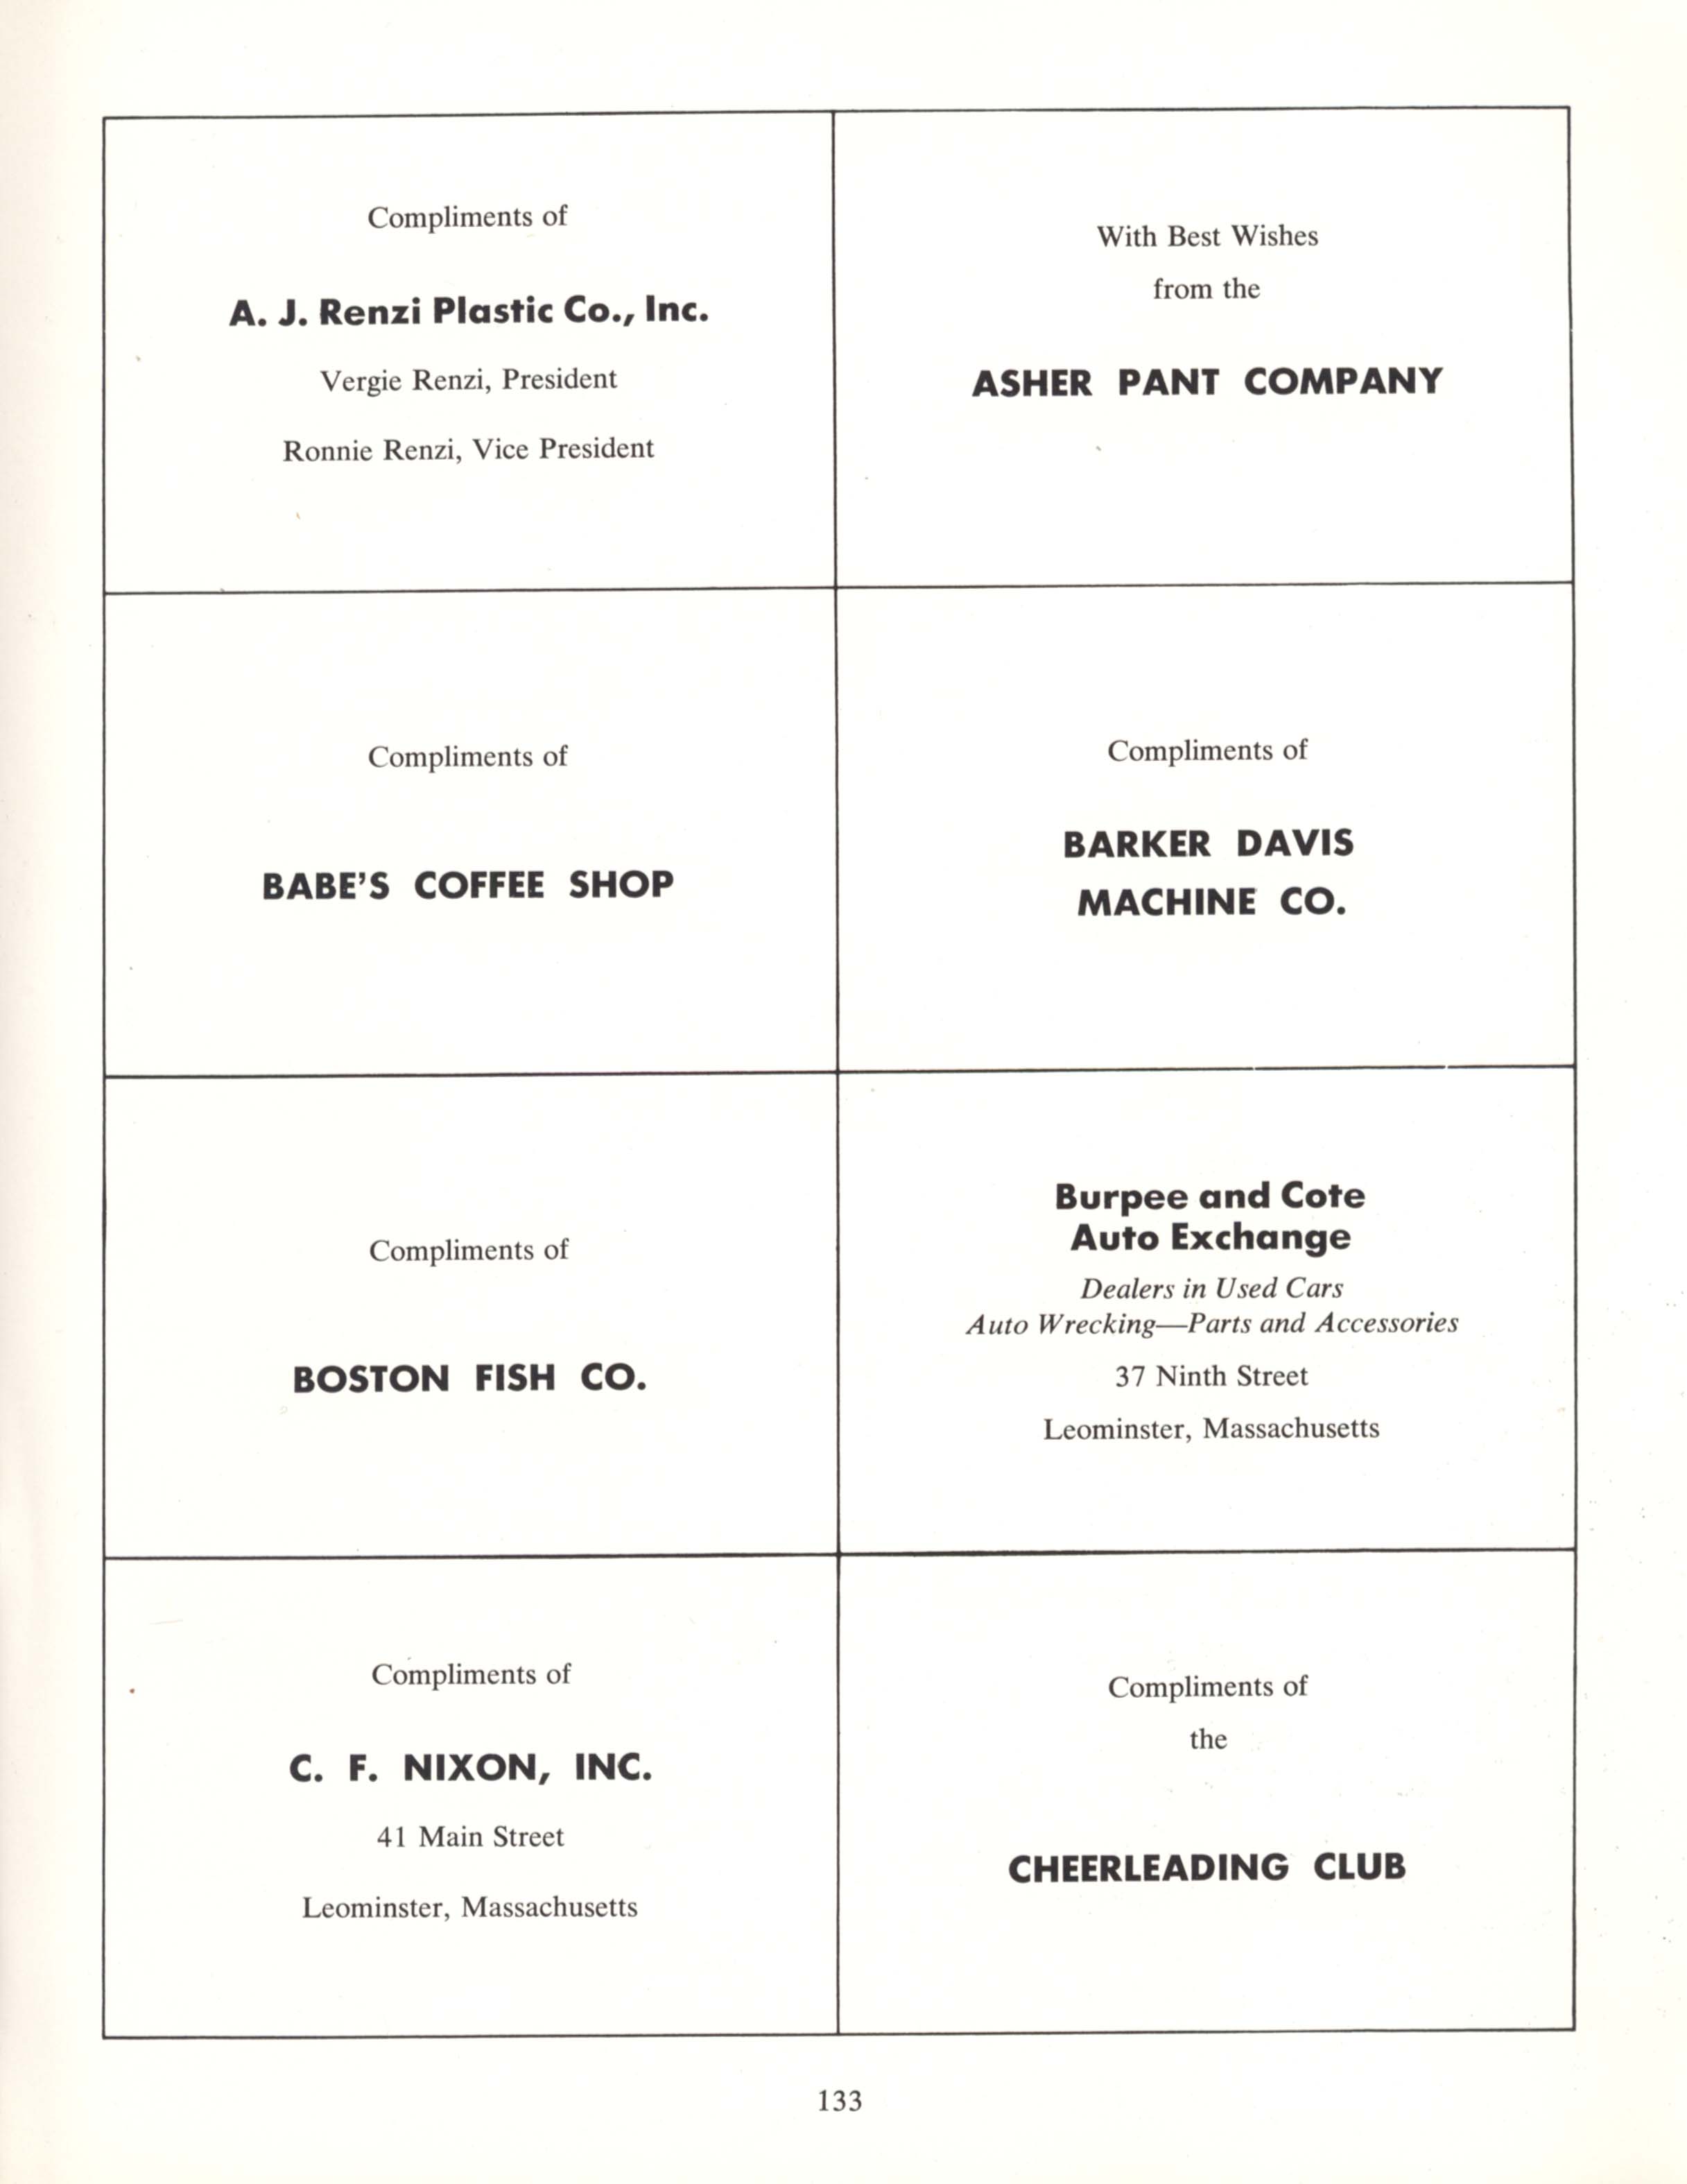 Compliments of
A. J. Renzi Plastic Co., Inc.
Vergie Renzi, President
Ronnie Renzi, Vice President
With Best Wishes
from the
ASHER PANT COMPANY
Compliments of
BABE'S COFFEE SHOP
Compliments of
BARKER DAVIS
MACHINE CO.
Compliments of
BOSTON FISH CO.
Burpee and Cote
Auto Exchange
Dealers in Used Cars
Auto Wrecking—Parts and Accessories
37 Ninth Street
Leominster, Massachusetts
Compliments of
C. F. NIXON, INC.
41 Main Street
Leominster, Massachusetts
Compliments of
the
CHEERLEADING CLUB
133